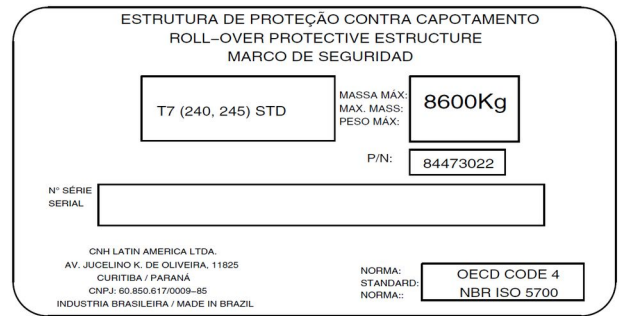 ESTRUTURA DE PROTEÇÃO CONTRA CAPOTAMENTO
ROLL-OVER PROTECTIVE ESTRUCTURE
MARCO DE SEGURIDAD
T7 (240, 245) STD
MASSA MÁX:
MAX. MASS:
PESO MÁX:
8600Kg
P/N:
84473022
N° SÉRIE
SERIAL
CNH LATIN AMERICA LTDA.
AV. JUCELINO K. DE OLIVEIRA, 11825
CURITIBA / PARANÁ
CNPJ: 60.850.617/0009-85
INDUSTRIA BRASILEIRA / MADE IN BRAZIL
NORMA:
STANDARD:
NORMA::
OECD CODE 4
NBR ISO 5700